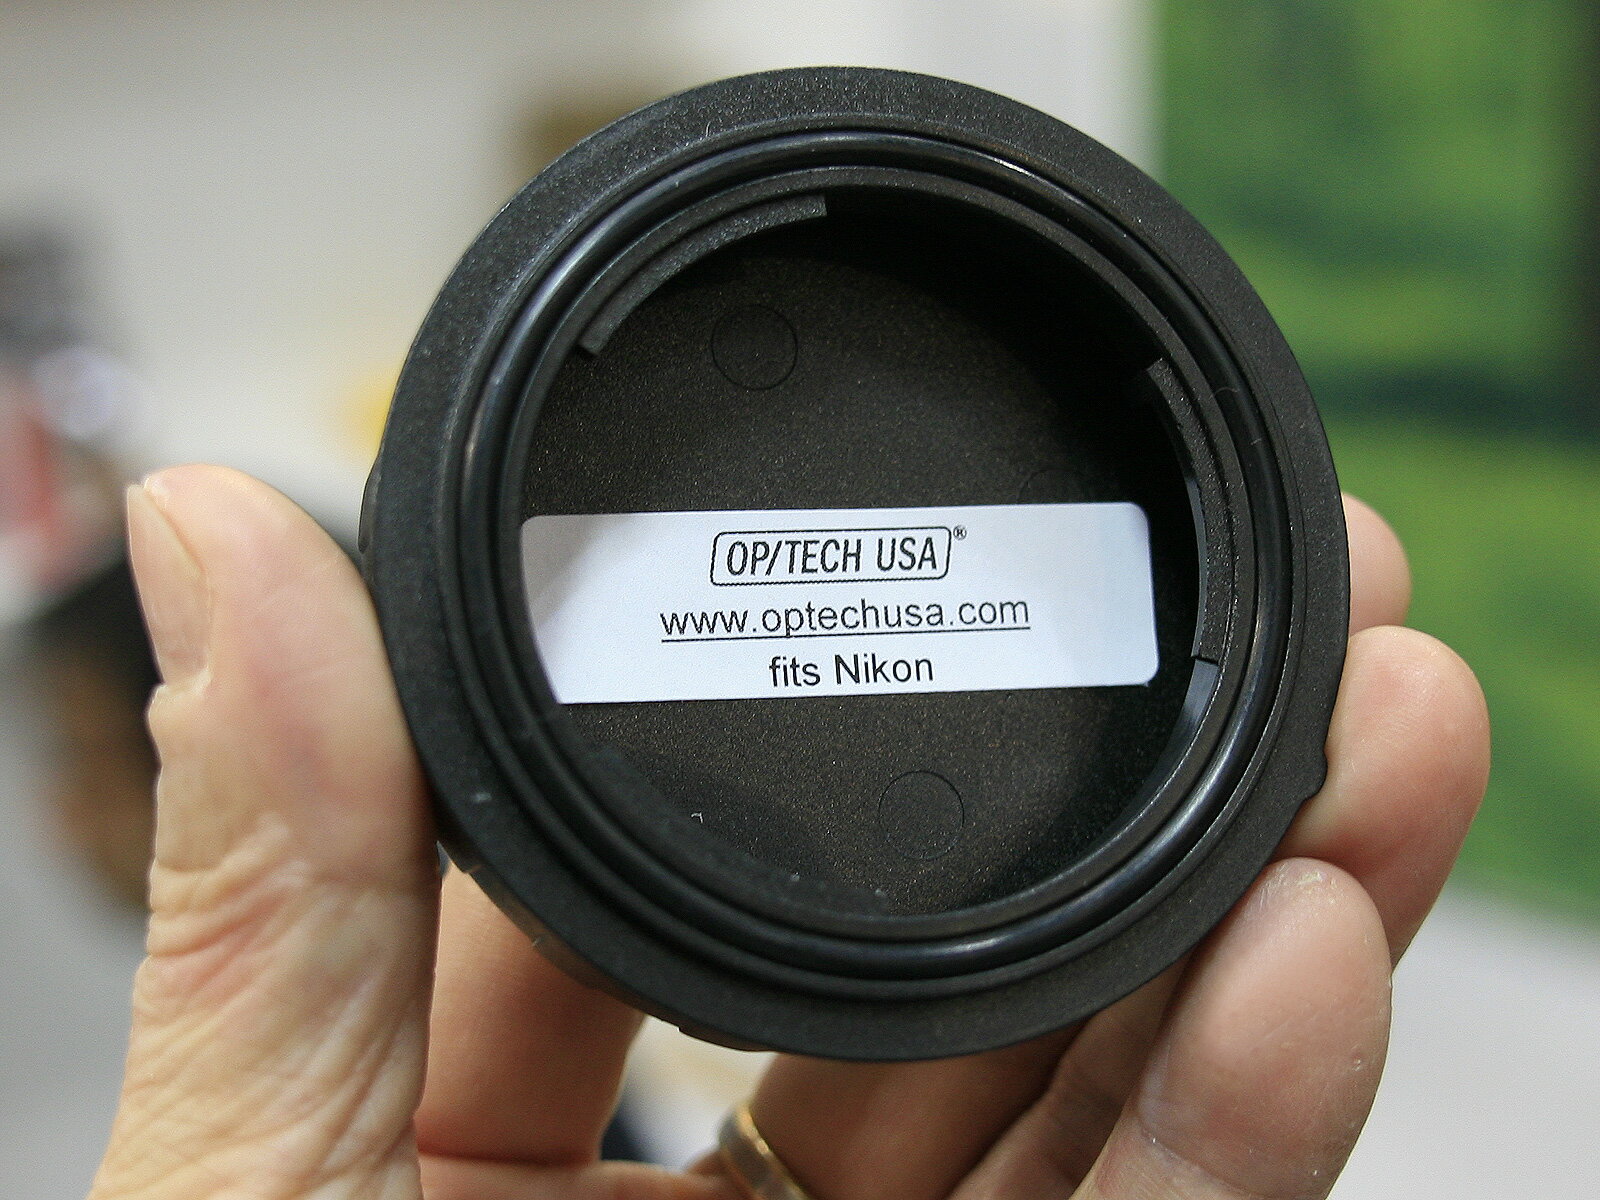 OP/TECH USA®
www.optechusa.com
fits Nikon